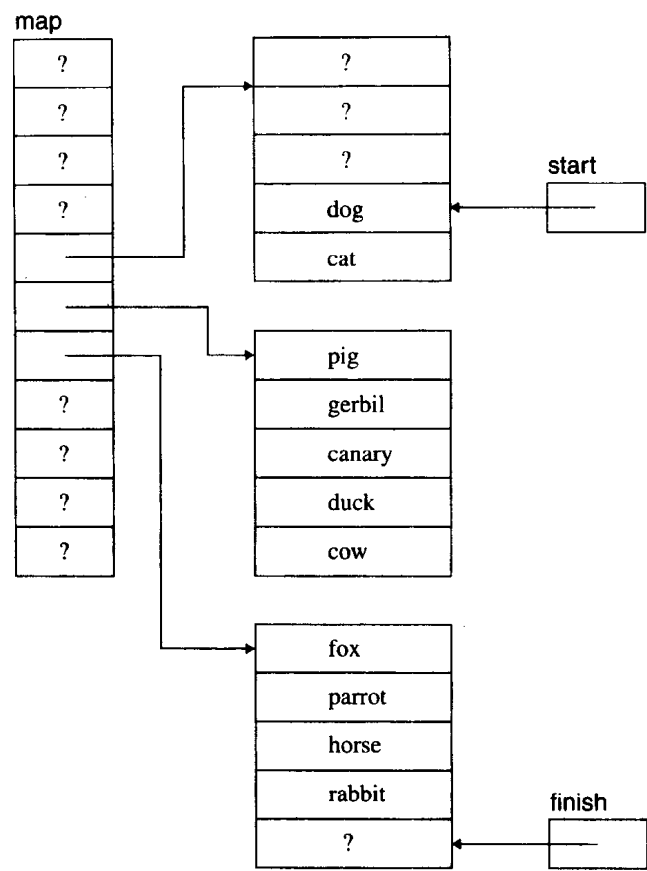 map
?
?
?
?
?
?
?
?
?
?
?
dog
cat
start
pig
gerbil
canary
duck
cow
fox
parrot
horse
rabbit
?
finish